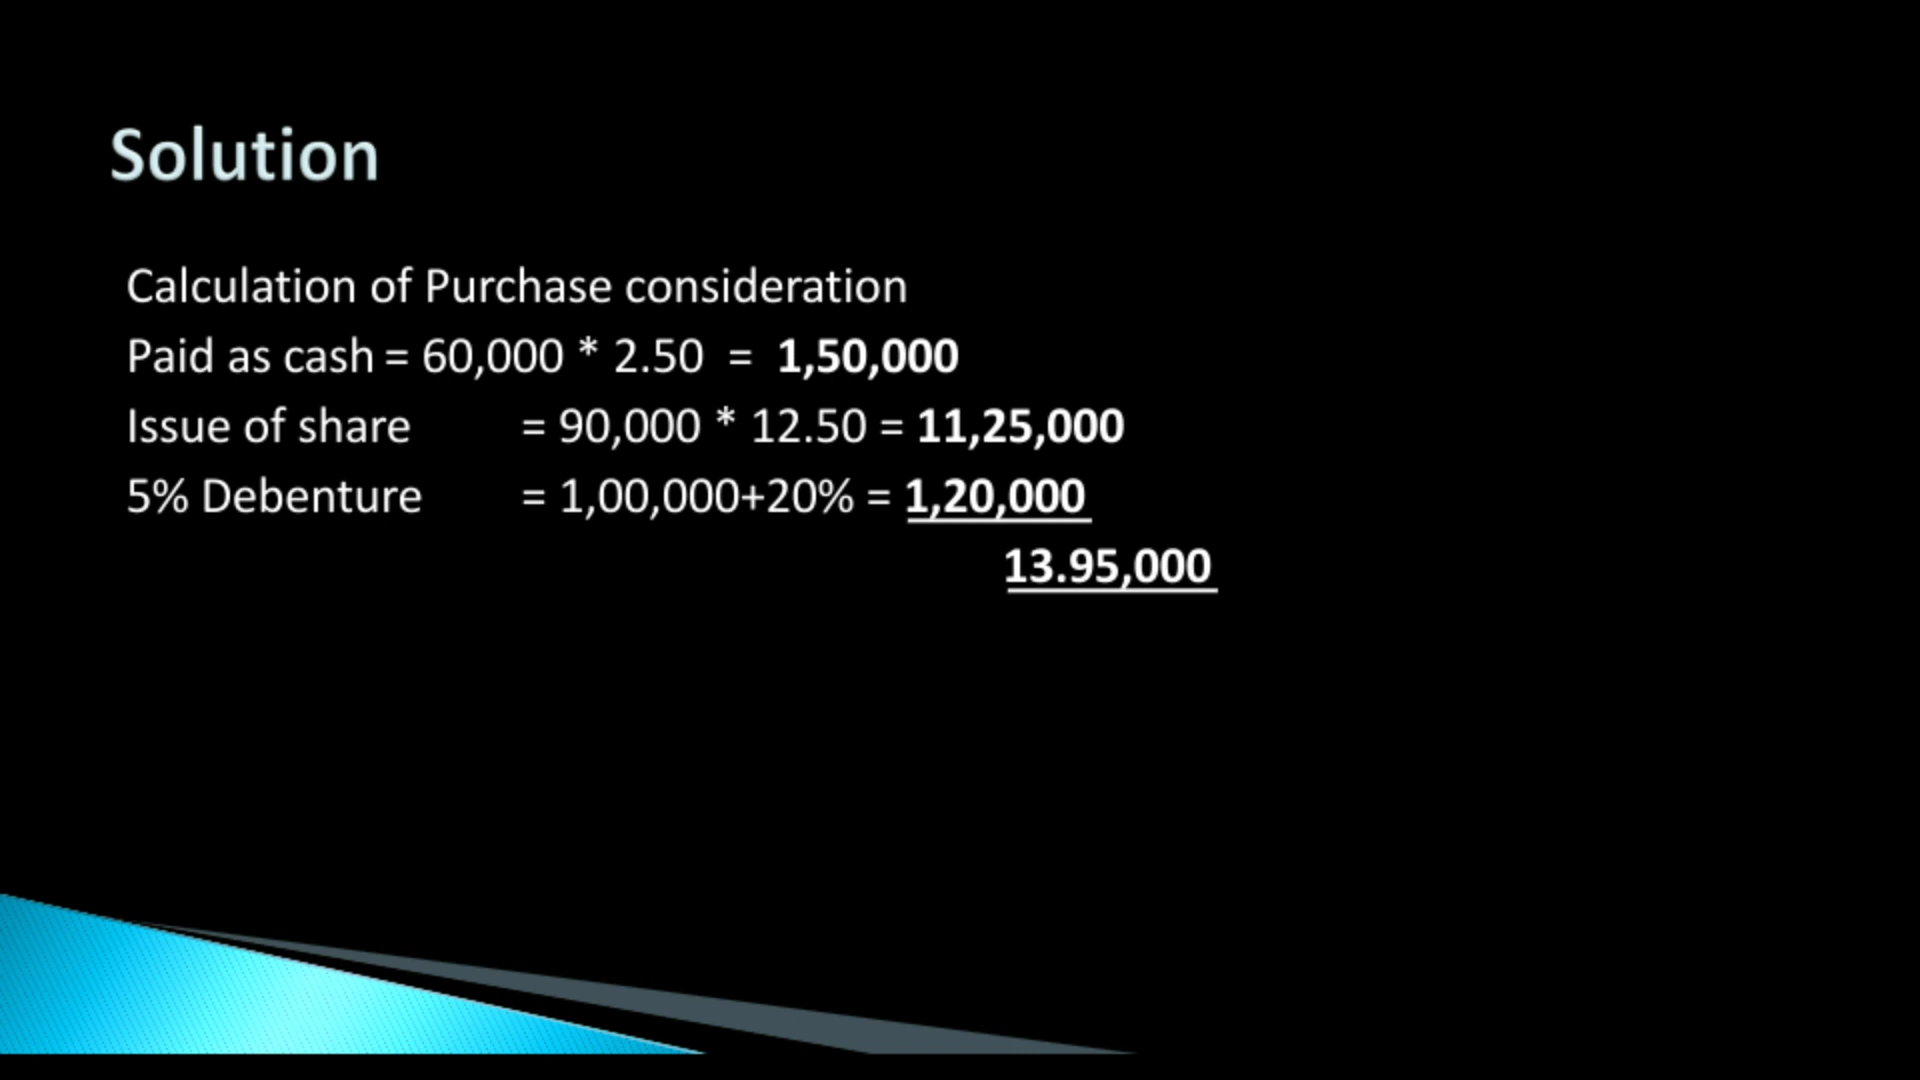 Solution
Calculation of Purchase consideration
Paid as cash = 60,000 * 2.50 = 1,50,000
Issue of share = 90,000 * 12.50 = 11,25,000
5% Debenture = 1,00,000+20% = 1,20,000
13.95,000